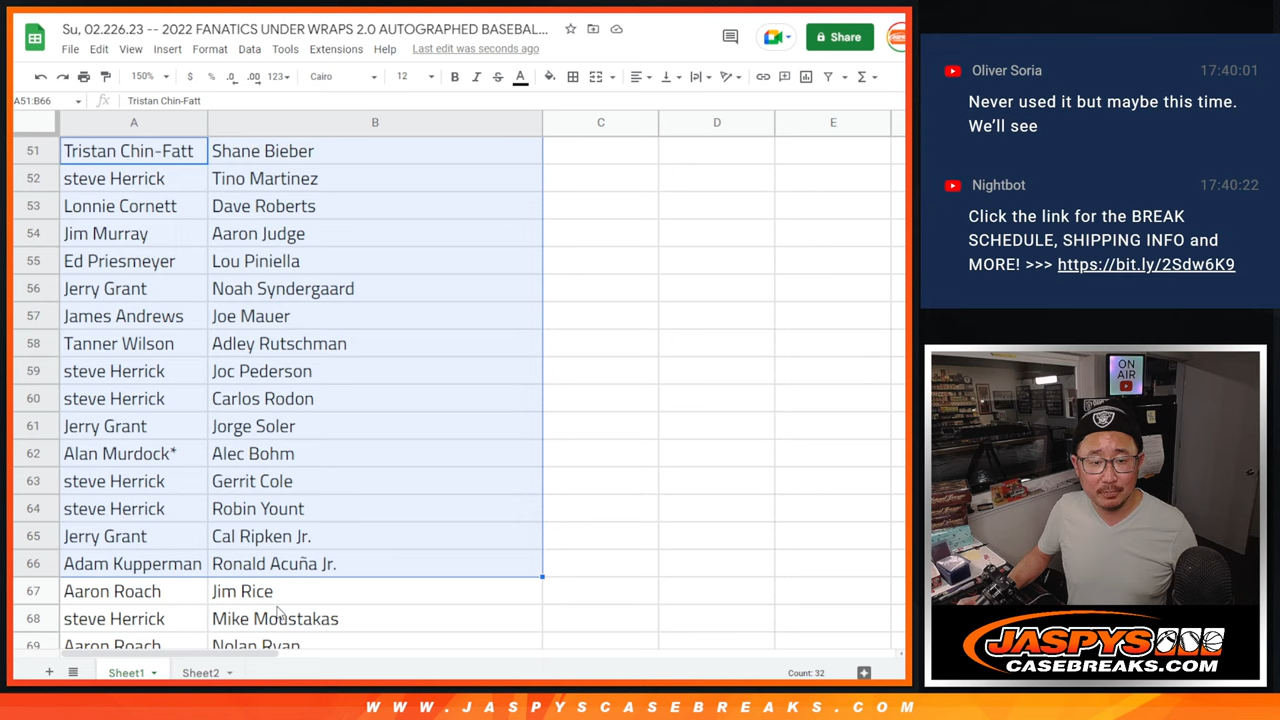 Su, 02.226.23 -- 2022 FANATICS UNDER WRAPS 2.0 AUTOGRAPHED BASEBAL...
Share
File Edit View Insert Format Data Tools Extensions Help Last edit was seconds ago
150% $ % .0 .00 123 Cairo 12 B I S A
A51:B66 fx Tristan Chin-Fatt
A B C D E
51 Tristan Chin-Fatt Shane Bieber
52 steve Herrick Tino Martinez
53 Lonnie Cornett Dave Roberts
54 Jim Murray Aaron Judge
55 Ed Priesmeyer Lou Piniella
56 Jerry Grant Noah Syndergaard
57 James Andrews Joe Mauer
58 Tanner Wilson Adley Rutschman
59 steve Herrick Joc Pederson
60 steve Herrick Carlos Rodon
61 Jerry Grant Jorge Soler
62 Alan Murdock* Alec Bohm
63 steve Herrick Gerrit Cole
64 steve Herrick Robin Yount
65 Jerry Grant Cal Ripken Jr.
66 Adam Kupperman Ronald Acuña Jr.
67 Aaron Roach Jim Rice
68 steve Herrick Mike Moustakas
69 Aaron Roach Nolan Ryan
Sheet1 Sheet2 Count: 32
Oliver Soria 17:40:01
Never used it but maybe this time.
We'll see
Nightbot 17:40:22
Click the link for the BREAK
SCHEDULE, SHIPPING INFO and
MORE! >>> https://bit.ly/2Sdw6K9
ON
AIR
JASPYS
CASEBREAKS.COM
WWW.JASPYSCASEBREAKS.COM